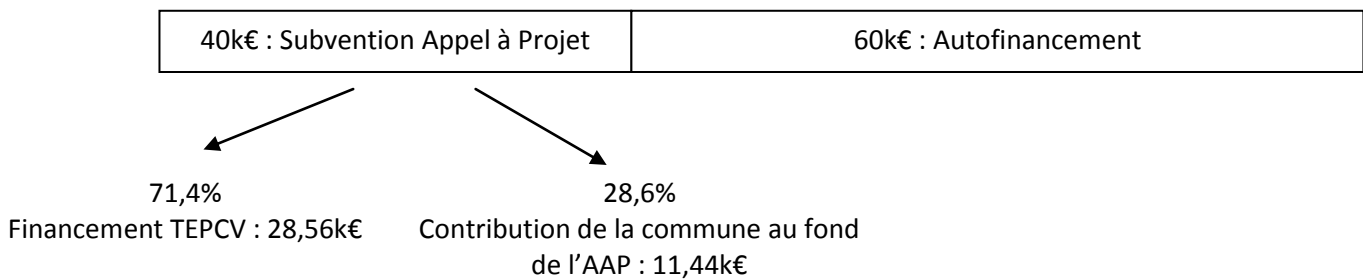 40k€ : Subvention Appel à Projet
60k€ : Autofinancement
71,4%
Financement TEPCV : 28,56k€
28,6%
Contribution de la commune au fond
de l’AAP : 11,44k€